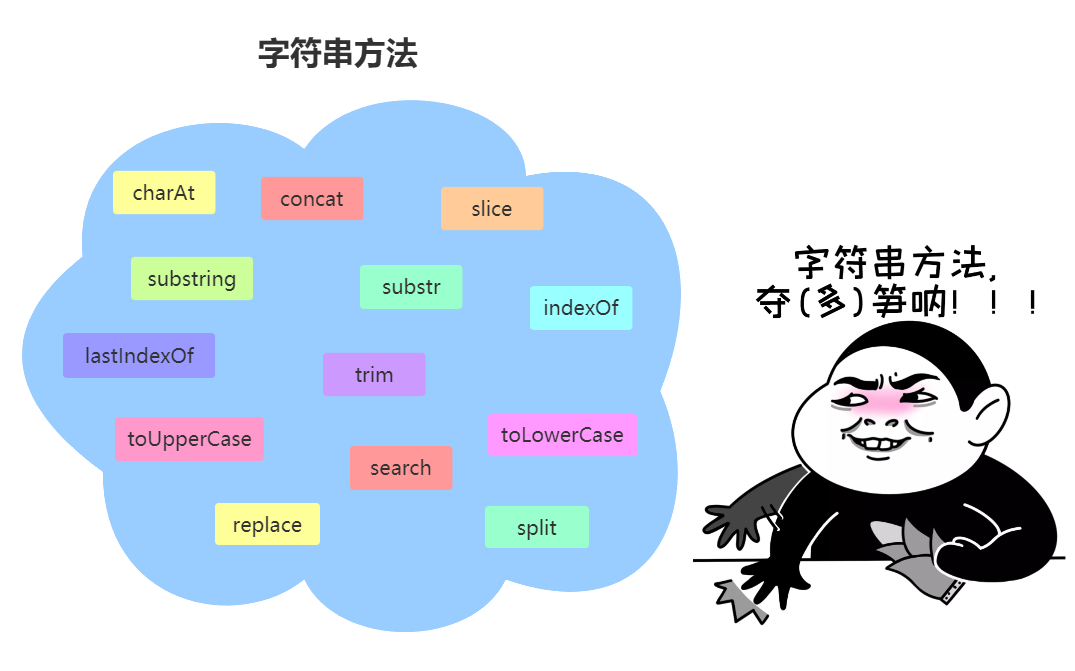 字符串方法
charAt
concat
slice
substring
substr
indexOf
lastIndexOf
trim
toUpperCase
toLowerCase
search
replace
split
字符串方法,
夺(多)笋呐!!!